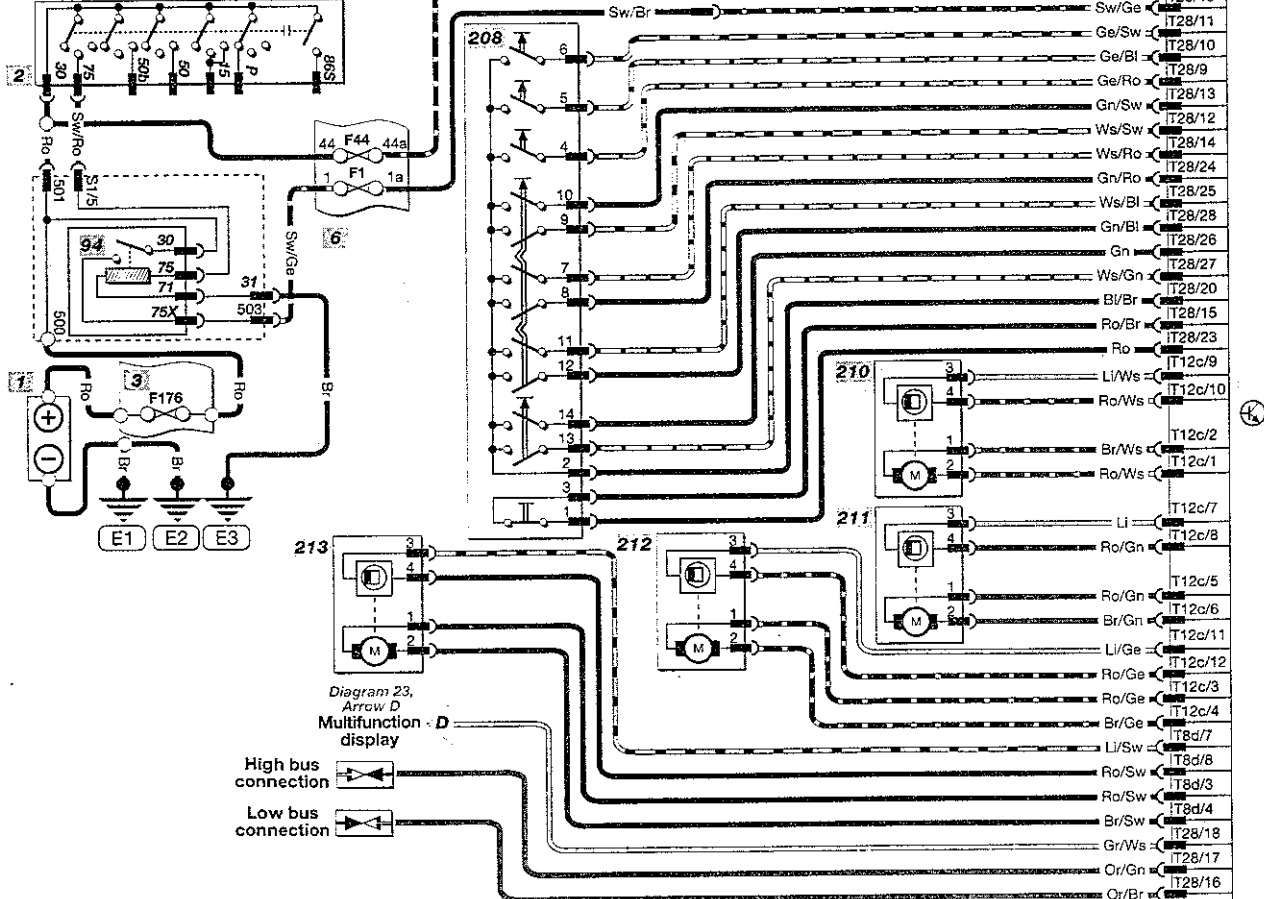 Sw/Br
Sw/Ge
T28/11
Ge/Sw
T28/10
Ge/Bl
T28/9
Ge/Ro
T28/13
Gn/Sw
T28/12
Ws/Sw
T28/14
Ws/Ro
T28/24
Gn/Ro
T28/25
Ws/Bl
T28/28
Gn/Bl
T28/26
Gn
T28/27
Ws/Gn
T28/20
Bl/Br
T28/15
Ro/Br
T28/23
Ro
T12c/9
Li/Ws
T12c/10
Ro/Ws
T12c/2
Br/Ws
T12c/1
Ro/Ws
T12c/7
Li
T12c/8
Ro/Gn
T12c/5
Ro/Gn
T12c/6
Br/Gn
T12c/11
Li/Ge
T12c/12
Ro/Ge
T12c/3
Ro/Ge
T12c/4
Br/Ge
T8d/7
Li/Sw
T8d/8
Ro/Sw
T8d/3
Ro/Sw
T8d/4
Br/Sw
T28/18
Gr/Ws
T28/17
Or/Gn
T28/16
Or/Br
2
30
75
50b
50
15
P
86S
Ro
Sw/Ro
501
S1/5
44
F44
44a
1
F1
1a
6
Sw/Ge
94
30
75
71
75X
31
503
500
Br
1
Ro
3
F176
Ro
+
−
Br
Br
E1
E2
E3
208
6
5
4
10
9
7
8
11
12
14
13
2
3
1
210
3
4
1
2
M
211
3
4
1
2
M
212
3
4
1
2
M
213
3
4
1
2
M
Diagram 23,
Arrow D
Multifunction D
display
High bus
connection
Low bus
connection